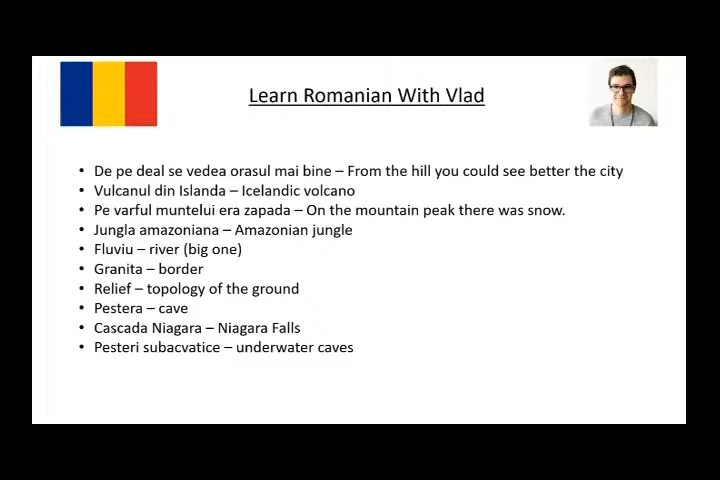 Learn Romanian With Vlad
• De pe deal se vedea orasul mai bine – From the hill you could see better the city
• Vulcanul din Islanda – Icelandic volcano
• Pe varful muntelui era zapada – On the mountain peak there was snow.
• Jungla amazoniana – Amazonian jungle
• Fluviu – river (big one)
• Granita – border
• Relief – topology of the ground
• Pestera – cave
• Cascada Niagara – Niagara Falls
• Pesteri subacvatice – underwater caves